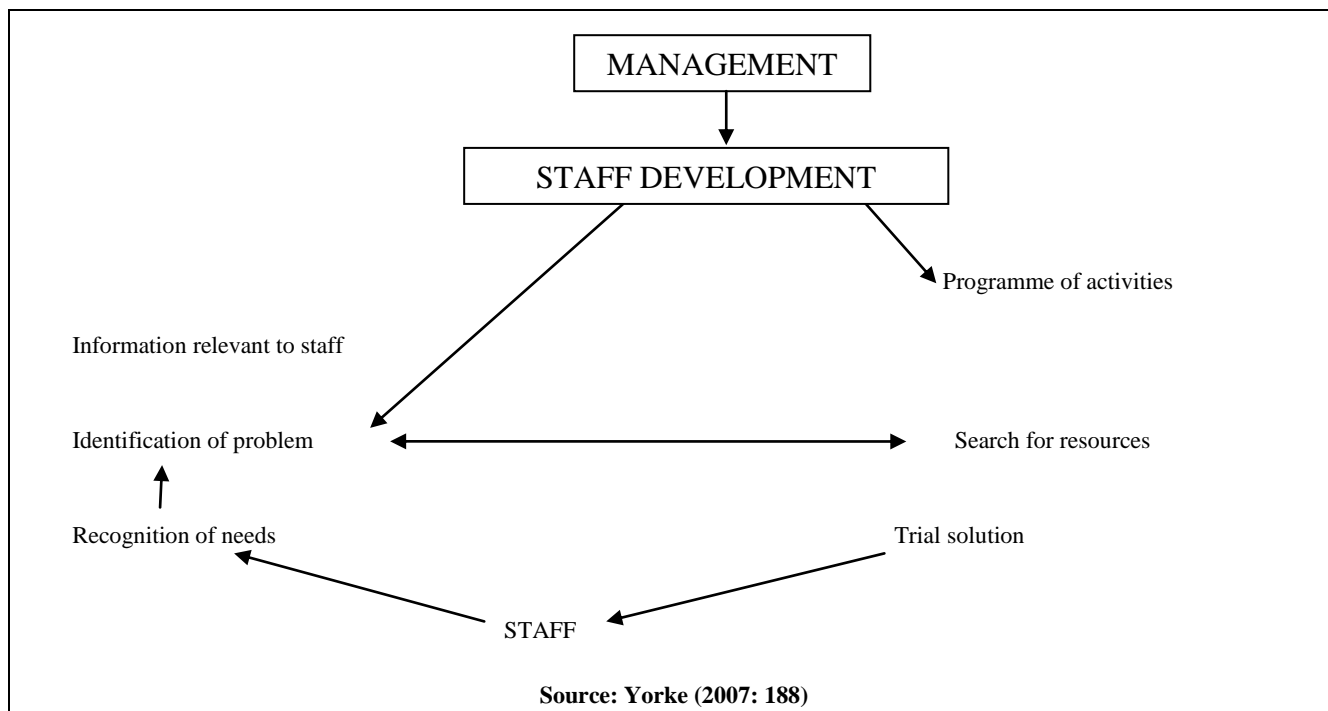 MANAGEMENT
STAFF DEVELOPMENT
Programme of activities
Information relevant to staff
Identification of problem
Search for resources
Recognition of needs
Trial solution
STAFF
Source: Yorke (2007: 188)